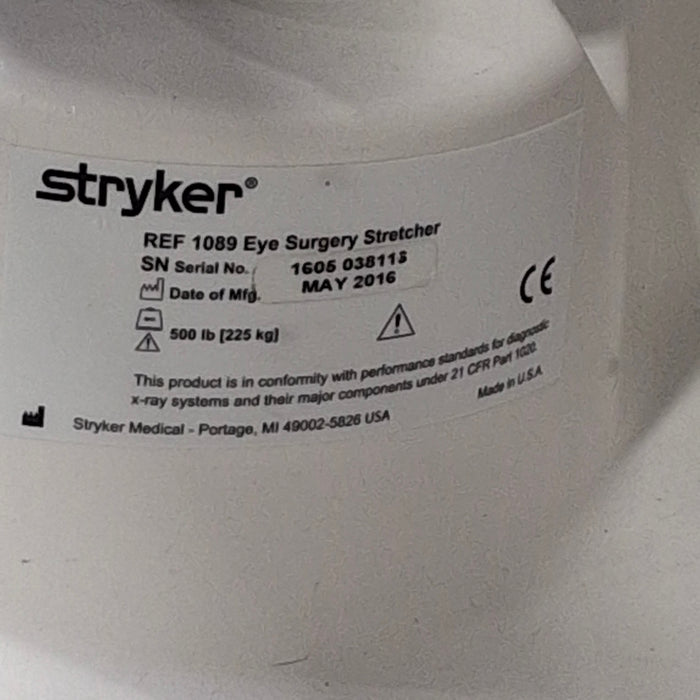 stryker®
REF 1089 Eye Surgery Stretcher
SN Serial No. 1605 038113
Date of Mfg. MAY 2016
CE
500 lb [225 kg]
This product is in conformity with performance standards for diagnostic
x-ray systems and their major components under 21 CFR Part 1020.
Made in U.S.A
Stryker Medical - Portage, MI 49002-5826 USA